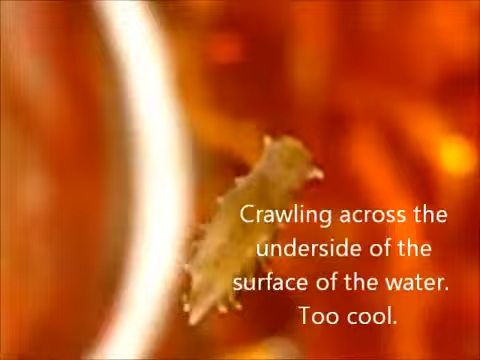 Crawling across the
underside of the
surface of the water.
Too cool.